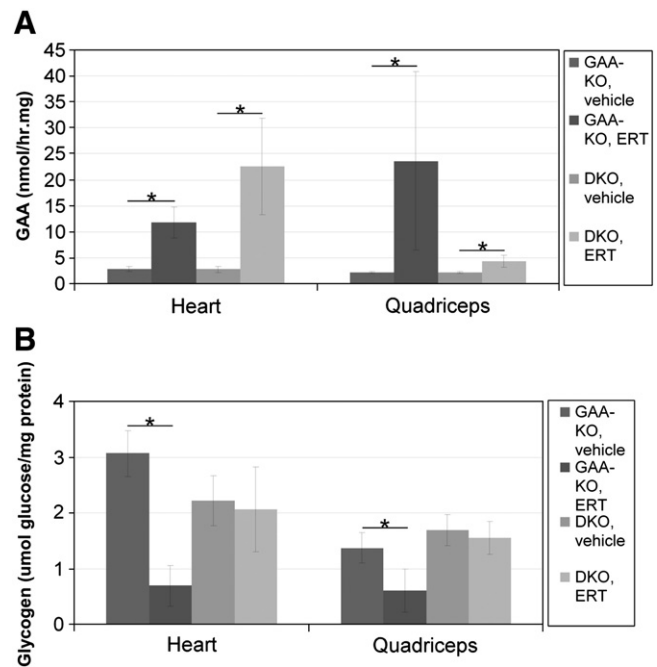 A
GAA (nmol/hr.mg)
45
40
35
30
25
20
15
10
5
0
*
*
*
*
Heart
Quadriceps
GAA-
KO,
vehicle
GAA-
KO, ERT
DKO,
vehicle
DKO,
ERT
B
Glycogen (umol glucose/mg protein)
4
3
2
1
0
*
*
Heart
Quadriceps
GAA-
KO,
vehicle
GAA-
KO,
ERT
DKO,
vehicle
DKO,
ERT